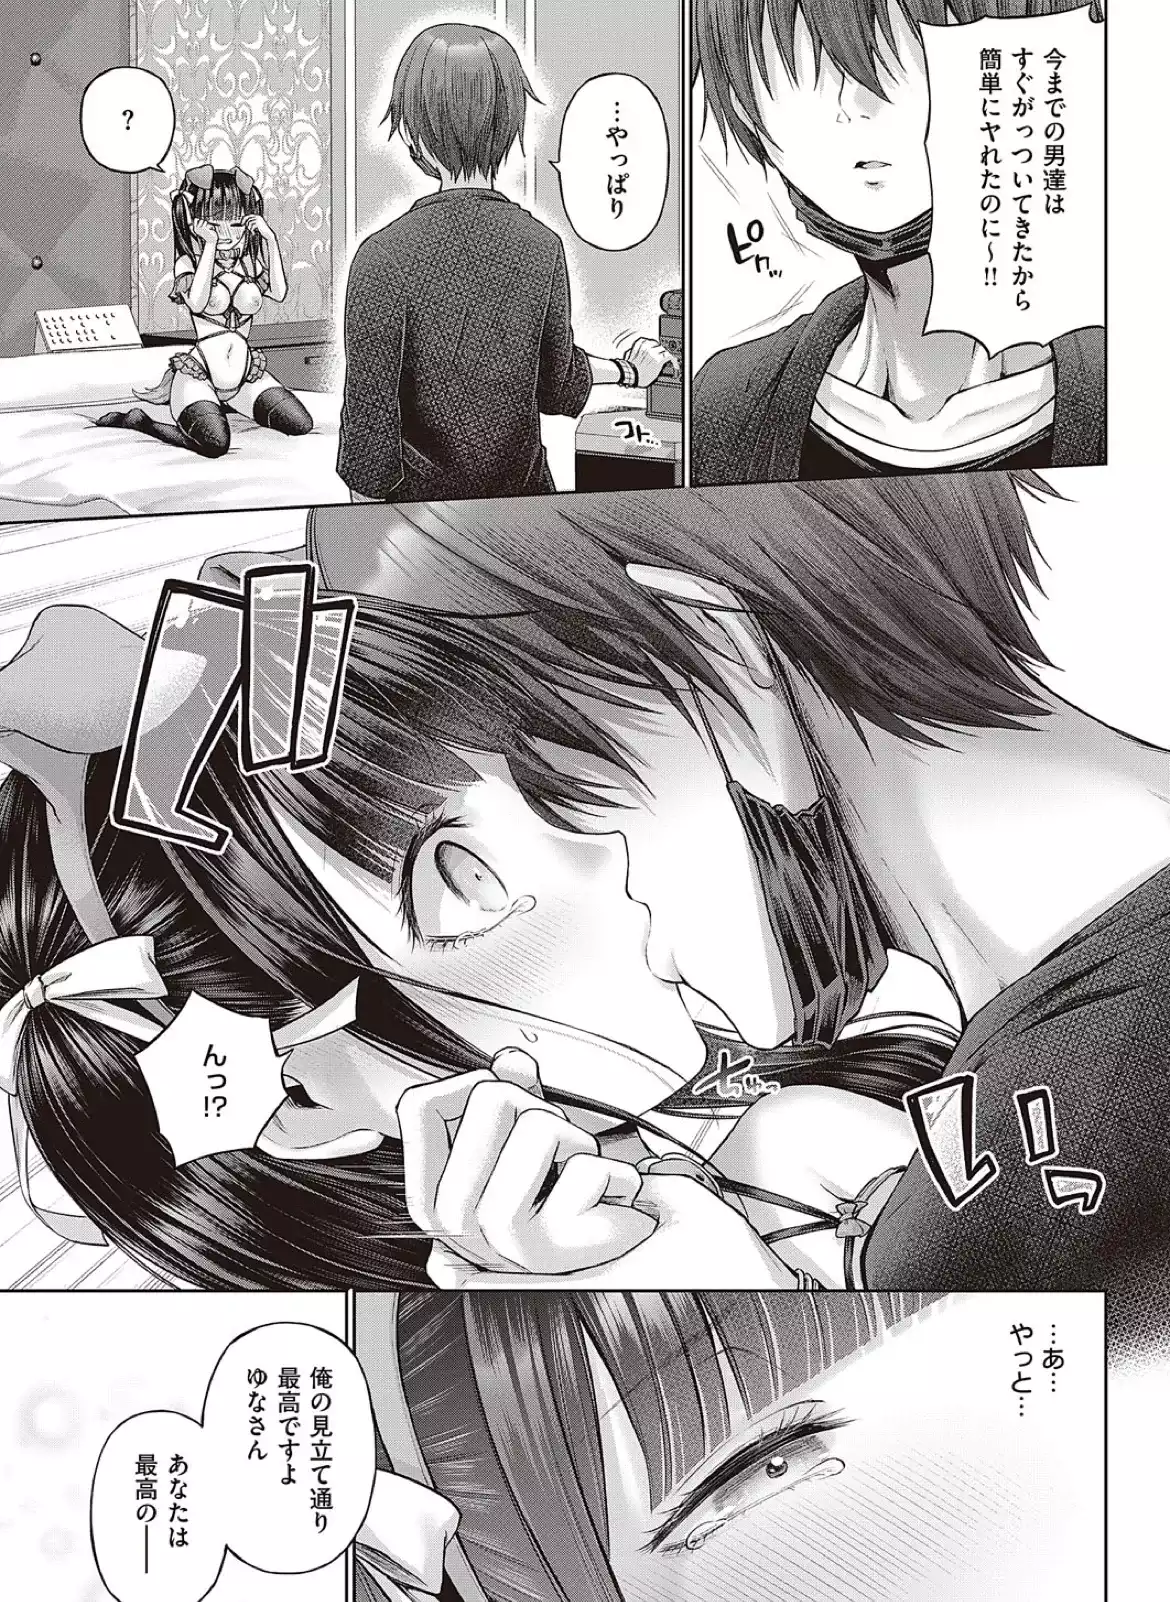 今までの男達は
すぐがっついてきたから
簡単にヤれたのに〜!!
ピクッ
…やっぱり
コト…
?
んっ!?
ちゅっ
…あ…
やっと…
俺の見立て通り
最高ですよ
ゆなさん
あなたは
最高の――